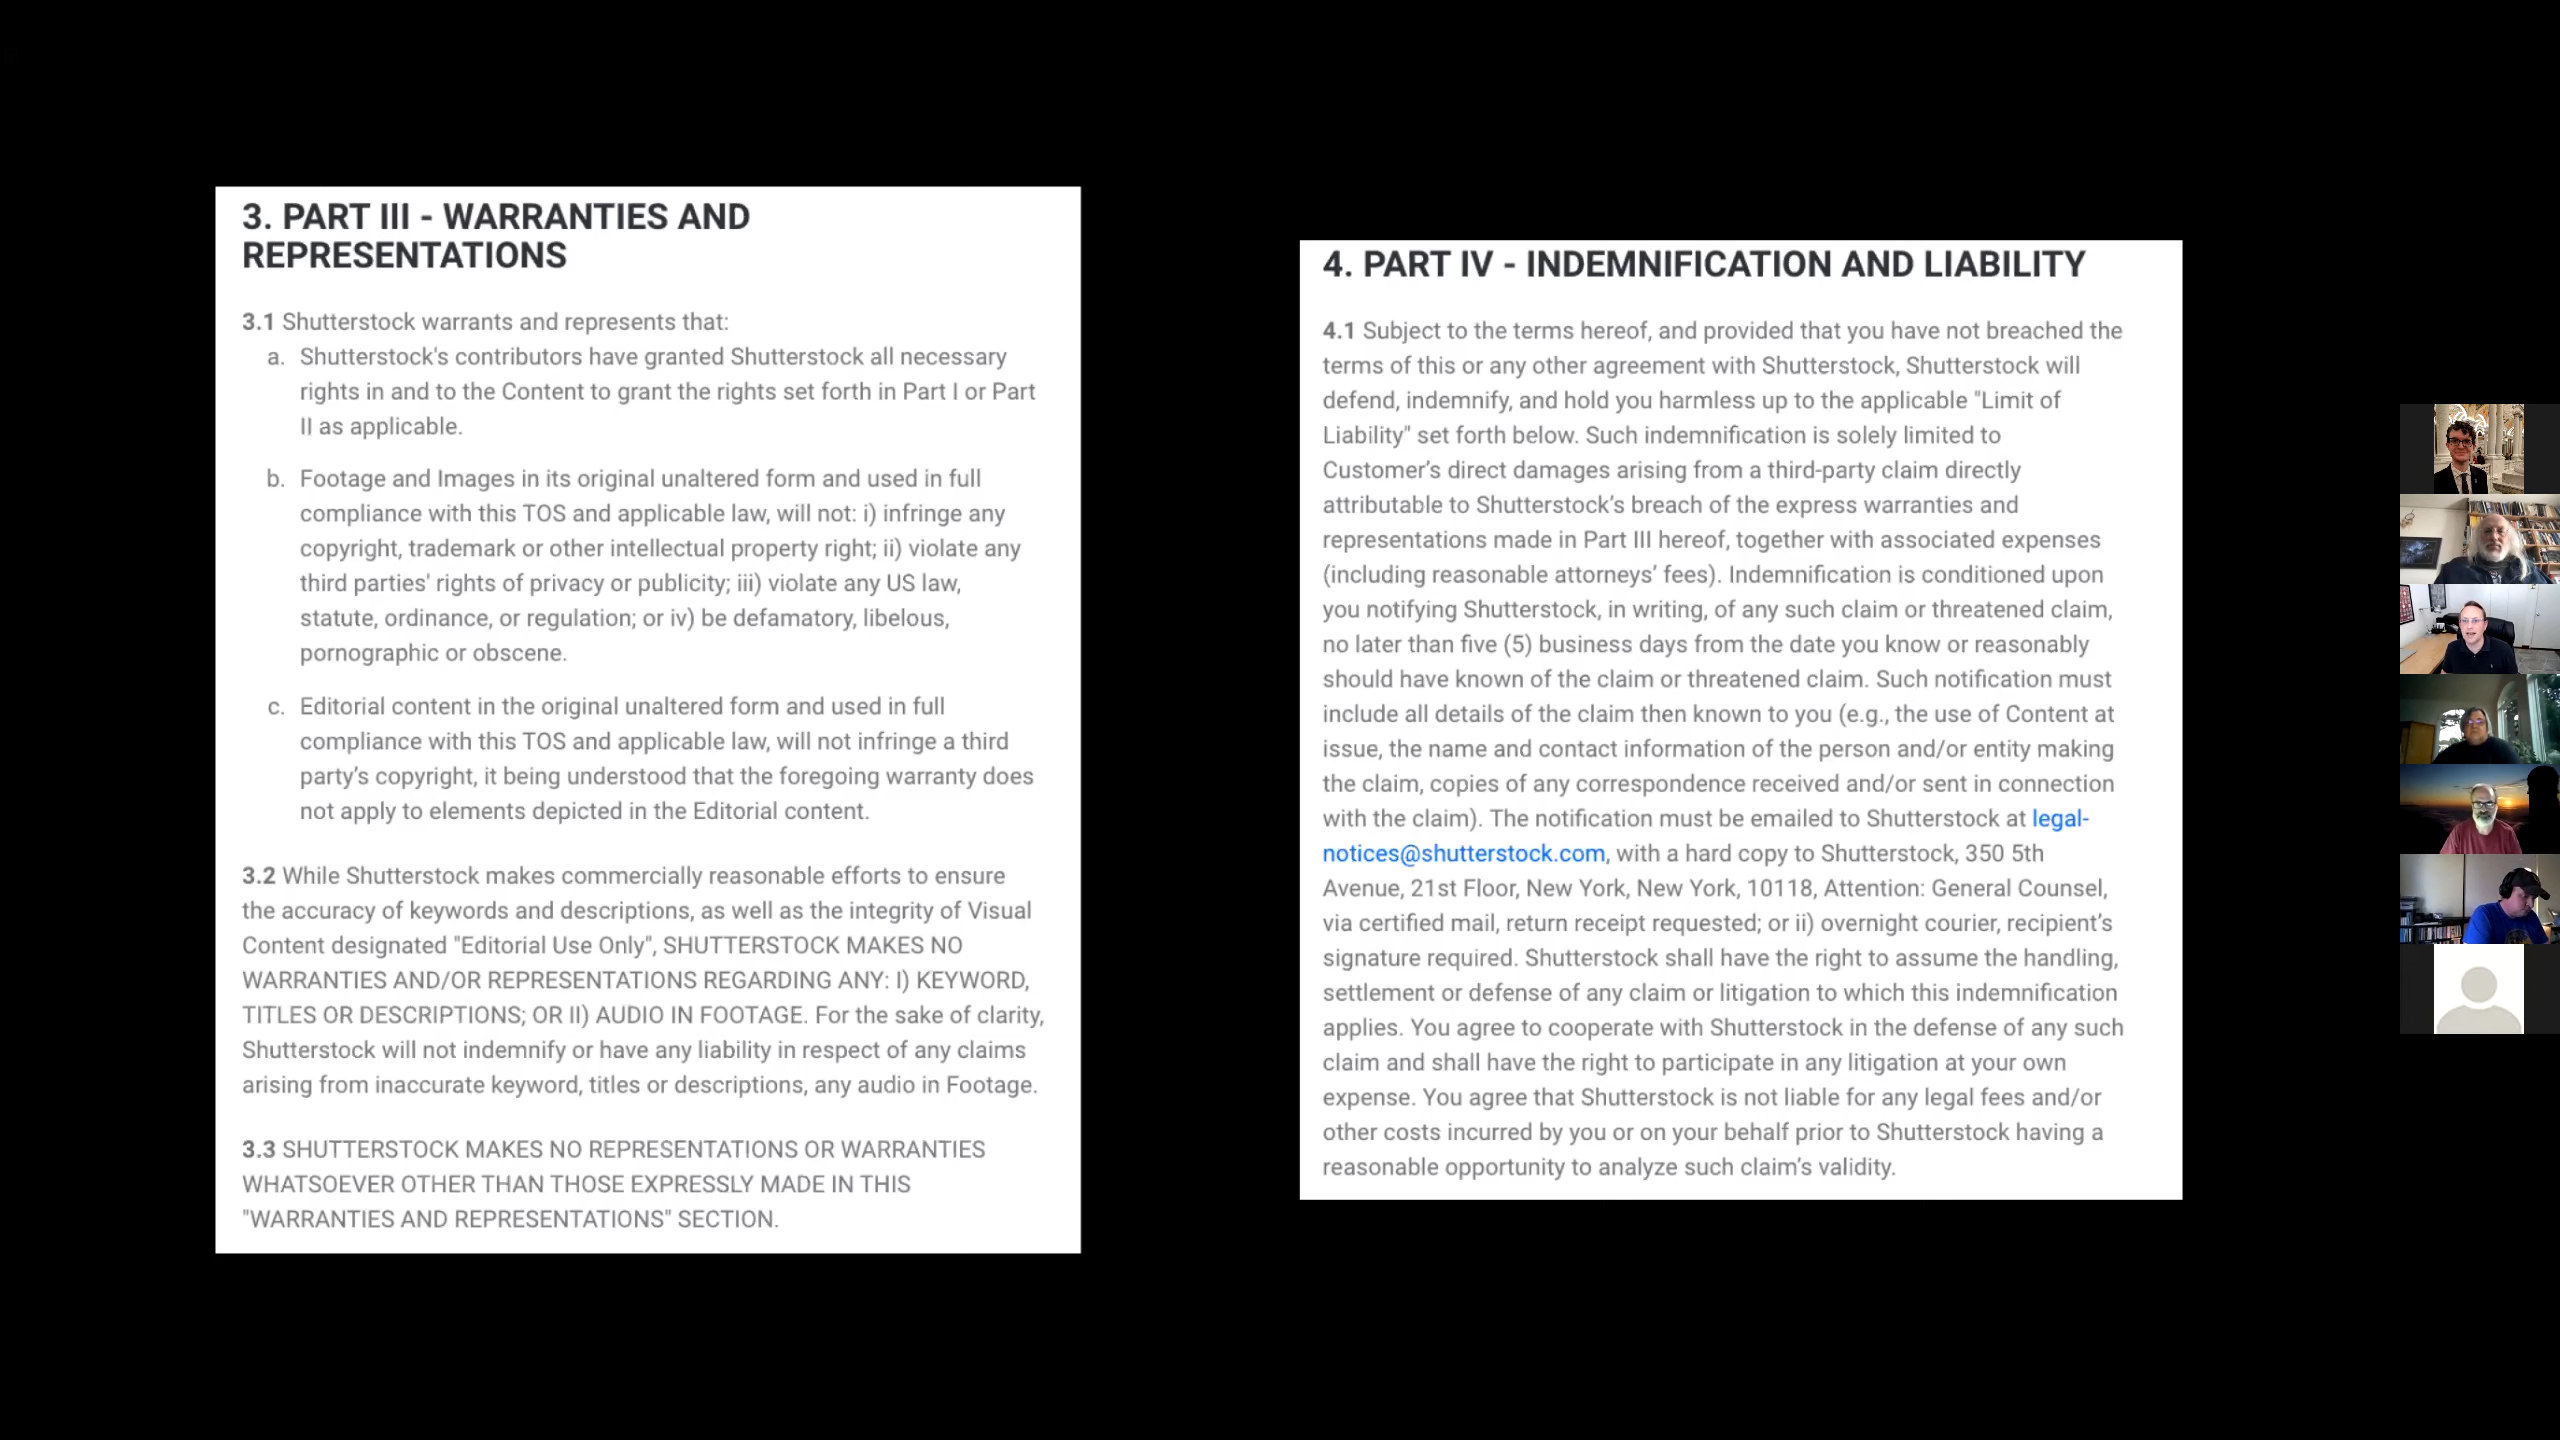 3. PART III - WARRANTIES AND
REPRESENTATIONS
3.1 Shutterstock warrants and represents that:
a. Shutterstock's contributors have granted Shutterstock all necessary
rights in and to the Content to grant the rights set forth in Part I or Part
II as applicable.
b. Footage and Images in its original unaltered form and used in full
compliance with this TOS and applicable law, will not: i) infringe any
copyright, trademark or other intellectual property right; ii) violate any
third parties' rights of privacy or publicity; iii) violate any US law,
statute, ordinance, or regulation; or iv) be defamatory, libelous,
pornographic or obscene.
c. Editorial content in the original unaltered form and used in full
compliance with this TOS and applicable law, will not infringe a third
party’s copyright, it being understood that the foregoing warranty does
not apply to elements depicted in the Editorial content.
3.2 While Shutterstock makes commercially reasonable efforts to ensure
the accuracy of keywords and descriptions, as well as the integrity of Visual
Content designated "Editorial Use Only", SHUTTERSTOCK MAKES NO
WARRANTIES AND/OR REPRESENTATIONS REGARDING ANY: I) KEYWORD,
TITLES OR DESCRIPTIONS; OR II) AUDIO IN FOOTAGE. For the sake of clarity,
Shutterstock will not indemnify or have any liability in respect of any claims
arising from inaccurate keyword, titles or descriptions, any audio in Footage.
3.3 SHUTTERSTOCK MAKES NO REPRESENTATIONS OR WARRANTIES
WHATSOEVER OTHER THAN THOSE EXPRESSLY MADE IN THIS
"WARRANTIES AND REPRESENTATIONS" SECTION.
4. PART IV - INDEMNIFICATION AND LIABILITY
4.1 Subject to the terms hereof, and provided that you have not breached the
terms of this or any other agreement with Shutterstock, Shutterstock will
defend, indemnify, and hold you harmless up to the applicable "Limit of
Liability" set forth below. Such indemnification is solely limited to
Customer’s direct damages arising from a third-party claim directly
attributable to Shutterstock’s breach of the express warranties and
representations made in Part III hereof, together with associated expenses
(including reasonable attorneys’ fees). Indemnification is conditioned upon
you notifying Shutterstock, in writing, of any such claim or threatened claim,
no later than five (5) business days from the date you know or reasonably
should have known of the claim or threatened claim. Such notification must
include all details of the claim then known to you (e.g., the use of Content at
issue, the name and contact information of the person and/or entity making
the claim, copies of any correspondence received and/or sent in connection
with the claim). The notification must be emailed to Shutterstock at legal-
notices@shutterstock.com, with a hard copy to Shutterstock, 350 5th
Avenue, 21st Floor, New York, New York, 10118, Attention: General Counsel,
via certified mail, return receipt requested; or ii) overnight courier, recipient’s
signature required. Shutterstock shall have the right to assume the handling,
settlement or defense of any claim or litigation to which this indemnification
applies. You agree to cooperate with Shutterstock in the defense of any such
claim and shall have the right to participate in any litigation at your own
expense. You agree that Shutterstock is not liable for any legal fees and/or
other costs incurred by you or on your behalf prior to Shutterstock having a
reasonable opportunity to analyze such claim’s validity.